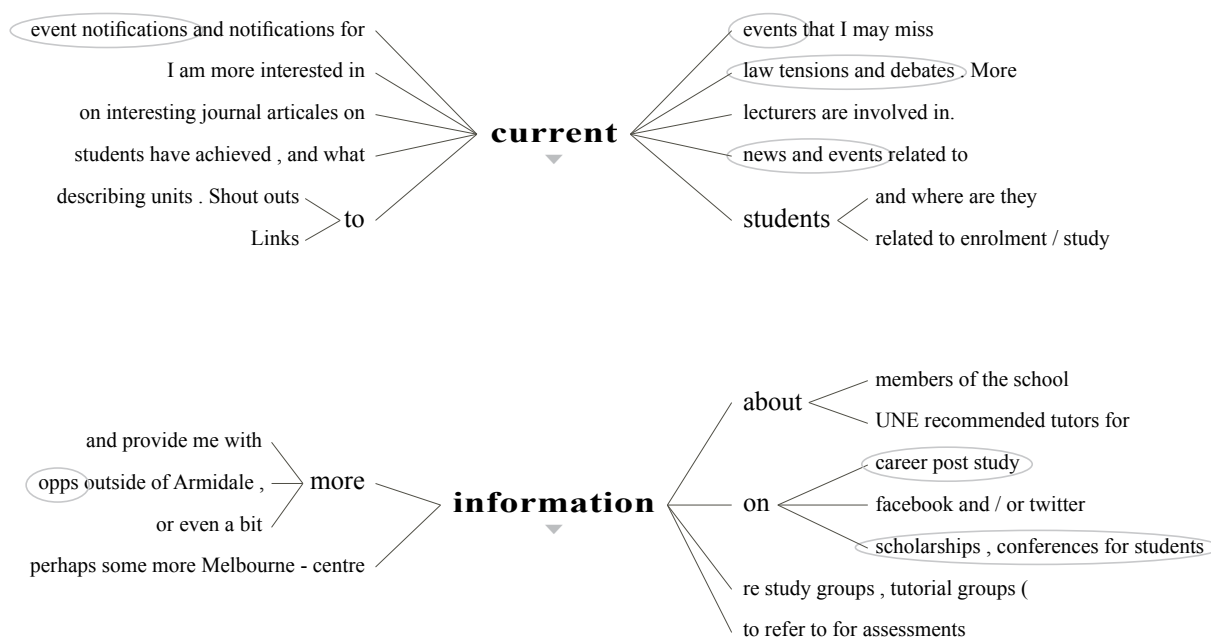 event notifications and notifications for
I am more interested in
on interesting journal articales on
students have achieved , and what
describing units . Shout outs
Links
to
current
events that I may miss
law tensions and debates . More
lecturers are involved in.
news and events related to
students
and where are they
related to enrolment / study
and provide me with
opps outside of Armidale ,
or even a bit
more
perhaps some more Melbourne - centre
information
about
members of the school
UNE recommended tutors for
on
career post study
facebook and / or twitter
scholarships , conferences for students
re study groups , tutorial groups (
to refer to for assessments